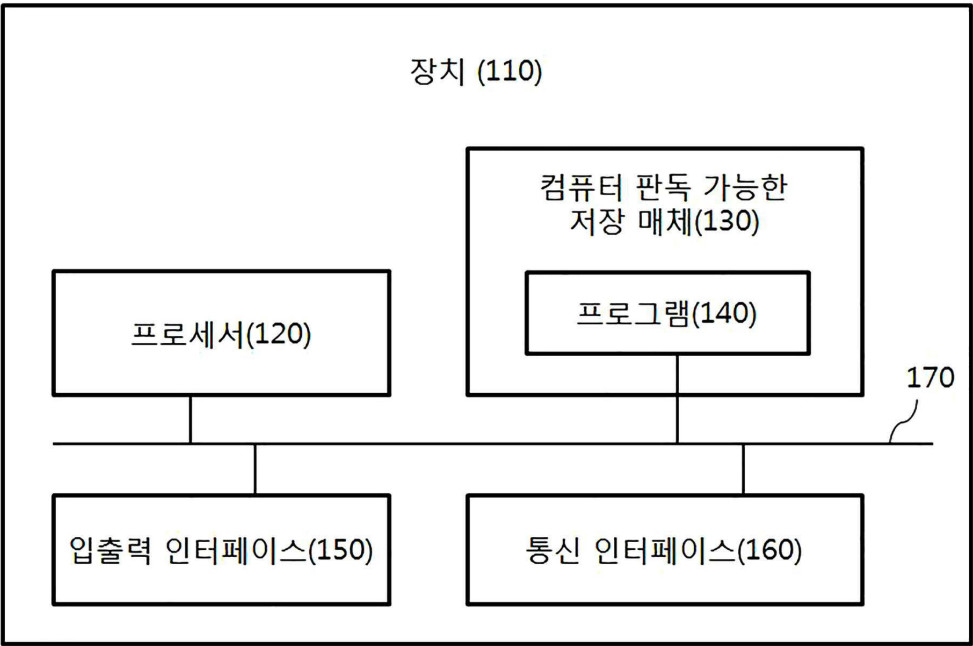 장치 (110)
컴퓨터 판독 가능한
저장 매체(130)
프로그램(140)
프로세서(120)
170
입출력 인터페이스(150)
통신 인터페이스(160)